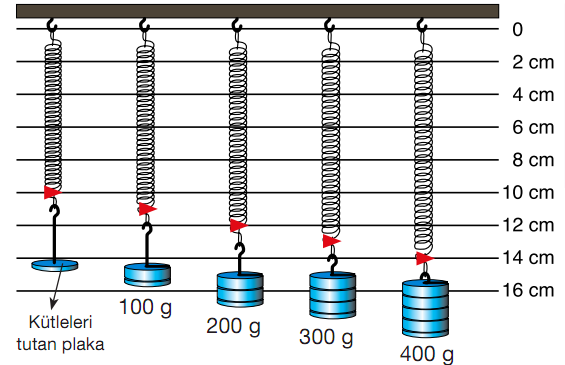 0
2 cm
4 cm
6 cm
8 cm
10 cm
12 cm
14 cm
16 cm
Kütleleri
tutan plaka
100 g
200 g
300 g
400 g